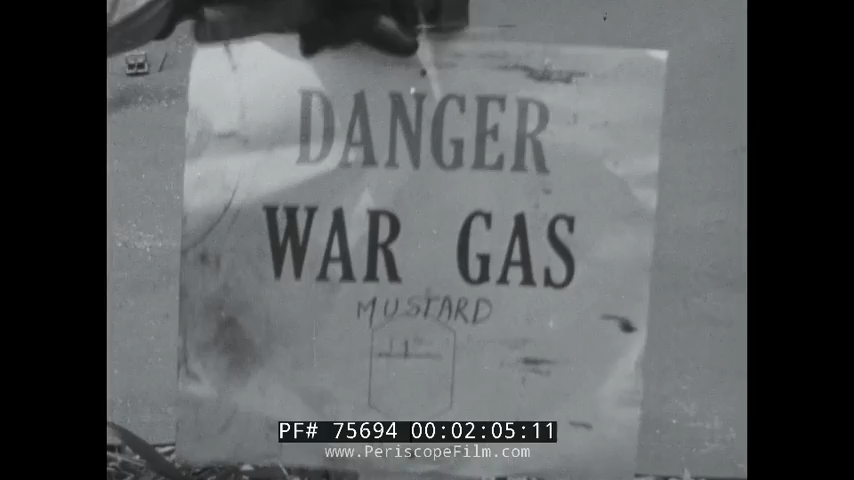 DANGER
WAR GAS
MUSTARD
PF# 75694 00:02:05:11
www.PeriscopeFilm.com